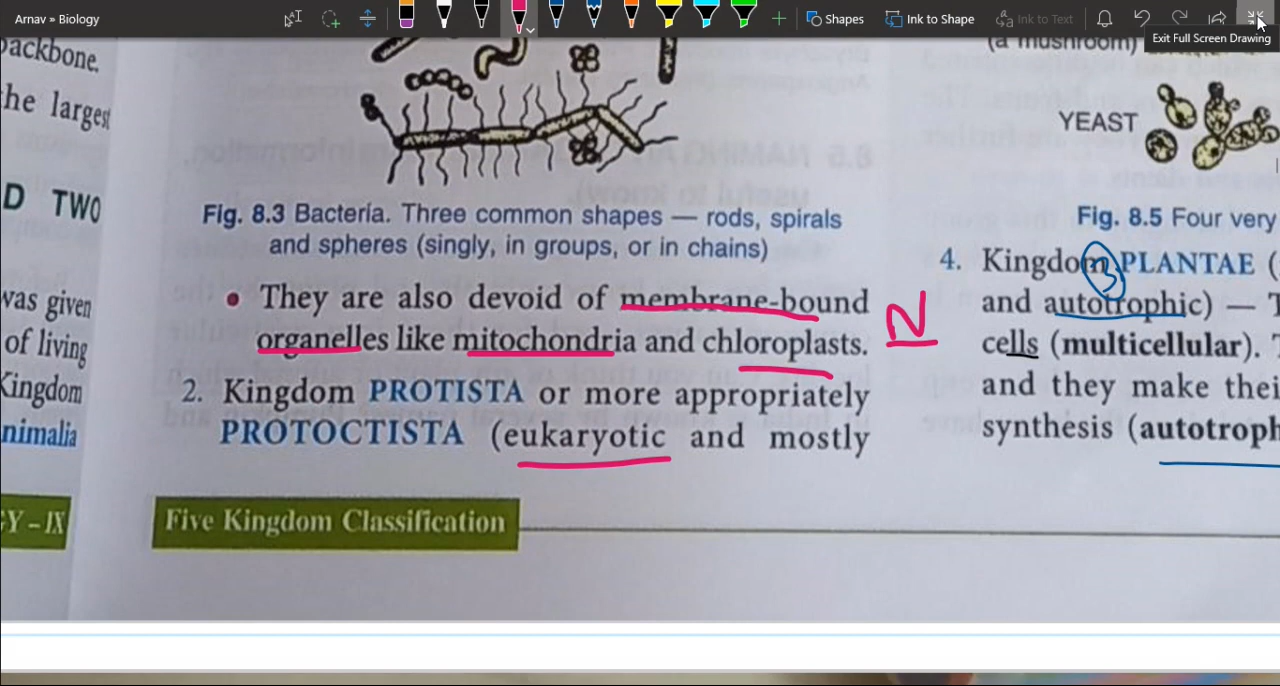 Arnav » Biology
Shapes
Ink to Shape
Ink to Text
Exit Full Screen Drawing
backbone.
the largest
D TWO
was given
of living
Kingdom
nimalia
CY – IX
Fig. 8.3 Bacteria. Three common shapes — rods, spirals
and spheres (singly, in groups, or in chains)
• They are also devoid of membrane-bound
organelles like mitochondria and chloroplasts.
N
2. Kingdom PROTISTA or more appropriately
PROTOCTISTA (eukaryotic and mostly
Five Kingdom Classification
(a mushroom)
YEAST
Fig. 8.5 Four very
4. Kingdom PLANTAE (
3
and autotrophic) — T
cells (multicellular). T
and they make thei
synthesis (autotroph